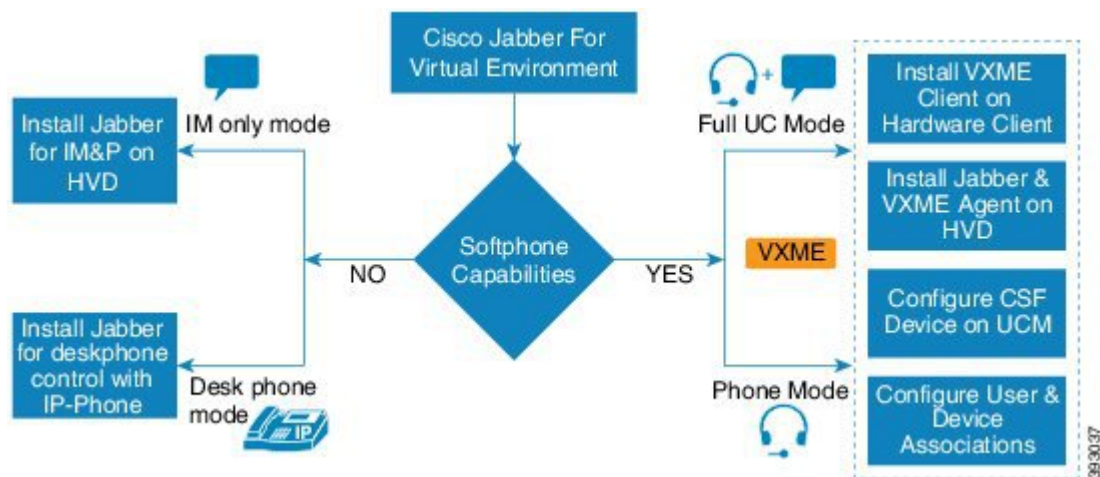 Cisco Jabber For
Virtual Environment
Install Jabber
for IM&P on
HVD
IM only mode
NO
Install Jabber
for deskphone
control with
IP-Phone
Desk phone
mode
IP
Softphone
Capabilities
YES
Full UC Mode
+
VXME
Phone Mode
Install VXME
Client on
Hardware Client
Install Jabber &
VXME Agent on
HVD
Configure CSF
Device on UCM
Configure User &
Device
Associations
393037